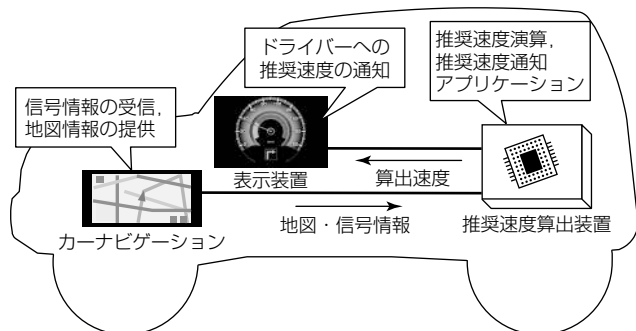 ドライバーへの
推奨速度の通知
推奨速度演算,
推奨速度通知
アプリケーション
信号情報の受信,
地図情報の提供
表示装置
算出速度
地図・信号情報
推奨速度算出装置
カーナビゲーション